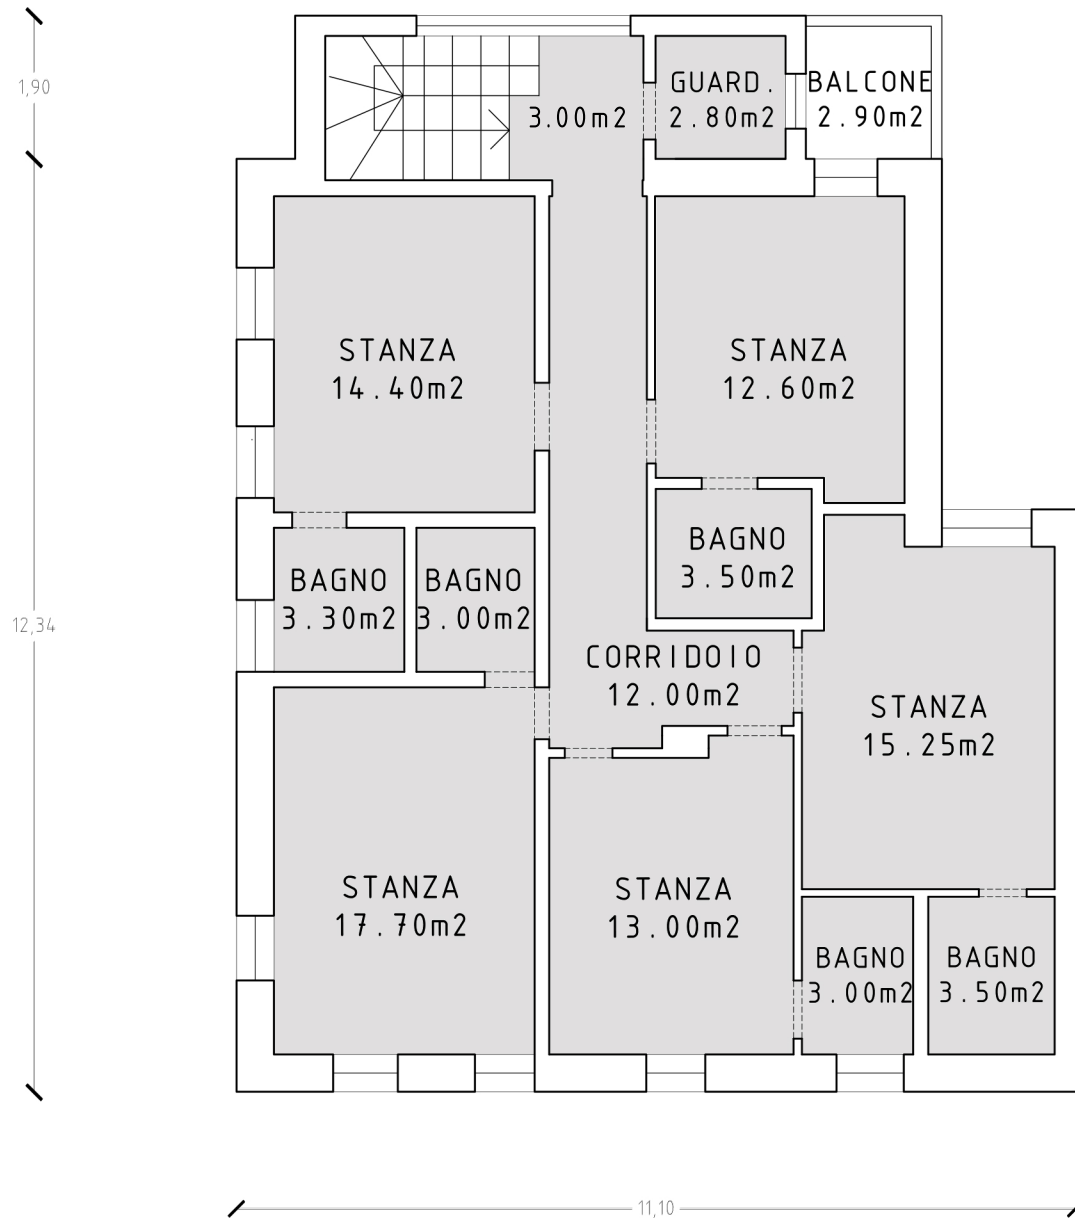 1,90
GUARD.
2.80m2
BALCONE
2.90m2
3.00m2
STANZA
14.40m2
STANZA
12.60m2
BAGNO
3.50m2
BAGNO
3.30m2
BAGNO
3.00m2
12,34
CORRIDOIO
12.00m2
STANZA
15.25m2
STANZA
17.70m2
STANZA
13.00m2
BAGNO
3.00m2
BAGNO
3.50m2
11,10